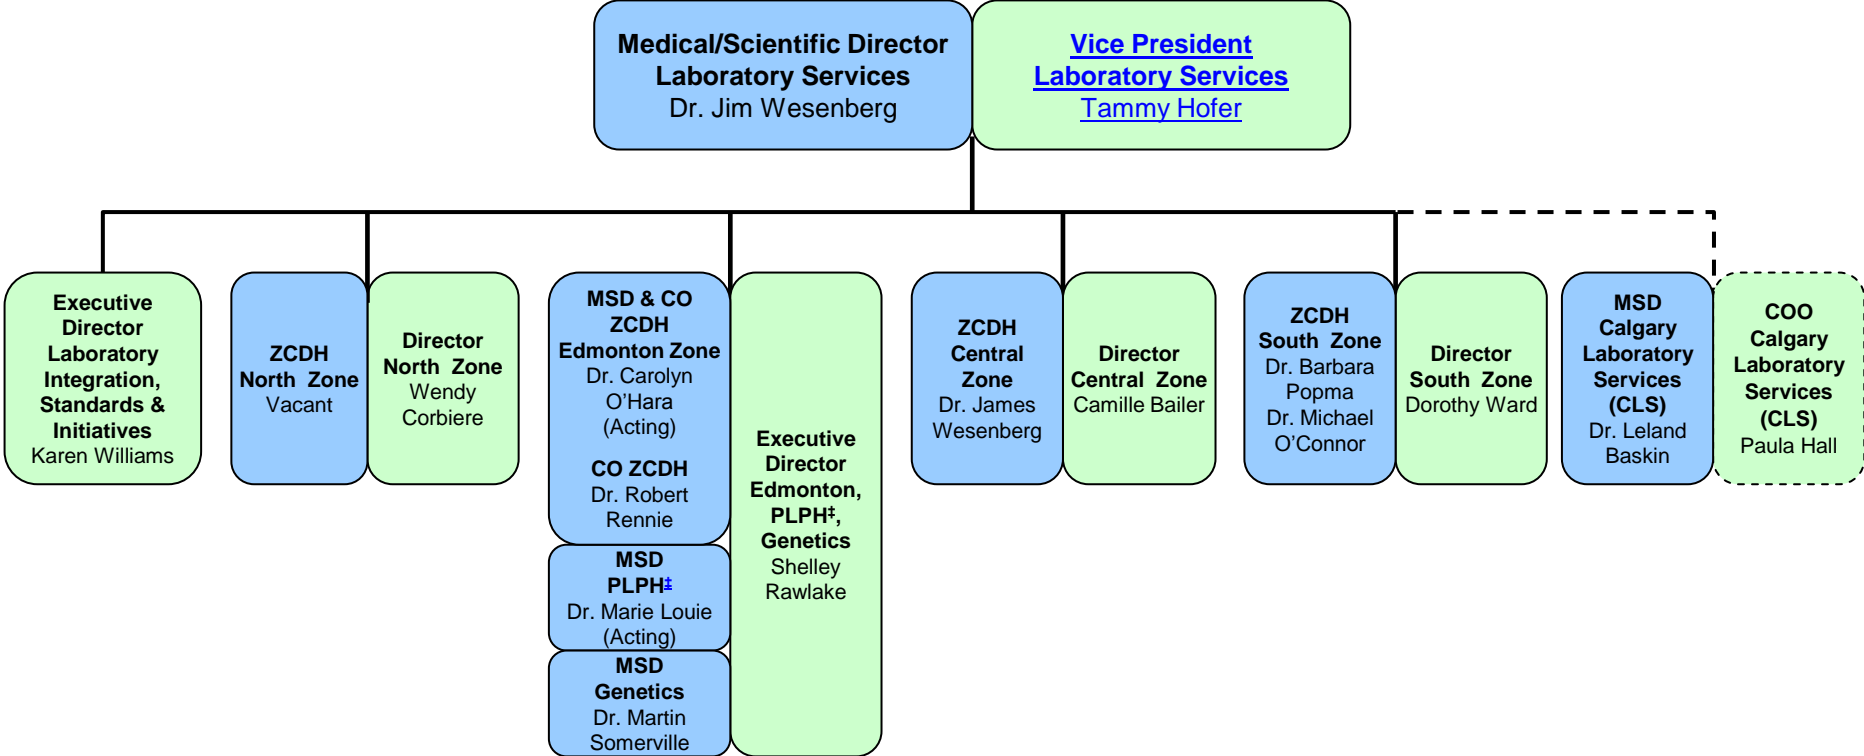 Medical/Scientific Director
Laboratory Services
Dr. Jim Wesenberg
Vice President
Laboratory Services
Tammy Hofer
Executive
Director
Laboratory
Integration,
Standards &
Initiatives
Karen Williams
ZCDH
North Zone
Vacant
Director
North Zone
Wendy
Corbiere
MSD & CO
ZCDH
Edmonton Zone
Dr. Carolyn
O’Hara
(Acting)
CO ZCDH
Dr. Robert
Rennie
MSD
PLPH‡
Dr. Marie Louie
(Acting)
MSD
Genetics
Dr. Martin
Somerville
Executive
Director
Edmonton,
PLPH‡,
Genetics
Shelley
Rawlake
ZCDH
Central
Zone
Dr. James
Wesenberg
Director
Central Zone
Camille Bailer
ZCDH
South Zone
Dr. Barbara
Popma
Dr. Michael
O’Connor
Director
South Zone
Dorothy Ward
MSD
Calgary
Laboratory
Services
(CLS)
Dr. Leland
Baskin
COO
Calgary
Laboratory
Services
(CLS)
Paula Hall